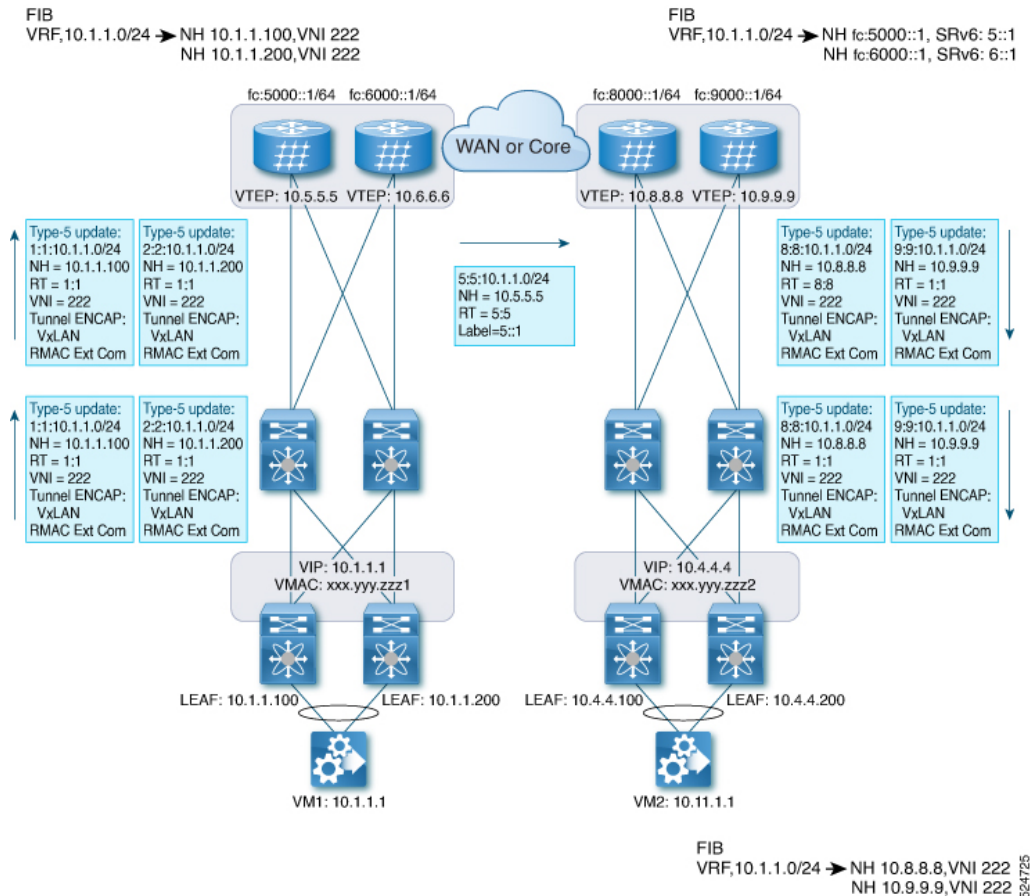 FIB
VRF,10.1.1.0/24 → NH 10.1.1.100,VNI 222
NH 10.1.1.200,VNI 222
FIB
VRF,10.1.1.0/24 → NH fc:5000::1, SRv6: 5::1
NH fc:6000::1, SRv6: 6::1
fc:5000::1/64
fc:6000::1/64
WAN or Core
fc:8000::1/64
fc:9000::1/64
VTEP: 10.5.5.5
VTEP: 10.6.6.6
VTEP: 10.8.8.8
VTEP: 10.9.9.9
Type-5 update:
1:1:10.1.1.0/24
NH = 10.1.1.100
RT = 1:1
VNI = 222
Tunnel ENCAP:
VxLAN
RMAC Ext Com
Type-5 update:
2:2:10.1.1.0/24
NH = 10.1.1.200
RT = 1:1
VNI = 222
Tunnel ENCAP:
VxLAN
RMAC Ext Com
5:5:10.1.1.0/24
NH = 10.5.5.5
RT = 5:5
Label=5::1
Type-5 update:
8:8:10.1.1.0/24
NH = 10.8.8.8
RT = 8:8
VNI = 222
Tunnel ENCAP:
VxLAN
RMAC Ext Com
Type-5 update:
9:9:10.1.1.0/24
NH = 10.9.9.9
RT = 1:1
VNI = 222
Tunnel ENCAP:
VxLAN
RMAC Ext Com
Type-5 update:
1:1:10.1.1.0/24
NH = 10.1.1.100
RT = 1:1
VNI = 222
Tunnel ENCAP:
VxLAN
RMAC Ext Com
Type-5 update:
2:2:10.1.1.0/24
NH = 10.1.1.200
RT = 1:1
VNI = 222
Tunnel ENCAP:
VxLAN
RMAC Ext Com
Type-5 update:
8:8:10.1.1.0/24
NH = 10.8.8.8
RT = 1:1
VNI = 222
Tunnel ENCAP:
VxLAN
RMAC Ext Com
Type-5 update:
9:9:10.1.1.0/24
NH = 10.9.9.9
RT = 1:1
VNI = 222
Tunnel ENCAP:
VxLAN
RMAC Ext Com
VIP: 10.1.1.1
VMAC: xxx.yyy.zzz1
VIP: 10.4.4.4
VMAC: xxx.yyy.zzz2
LEAF: 10.1.1.100
LEAF: 10.1.1.200
LEAF: 10.4.4.100
LEAF: 10.4.4.200
VM1: 10.1.1.1
VM2: 10.11.1.1
FIB
VRF,10.1.1.0/24 → NH 10.8.8.8,VNI 222
NH 10.9.9.9,VNI 222
524725